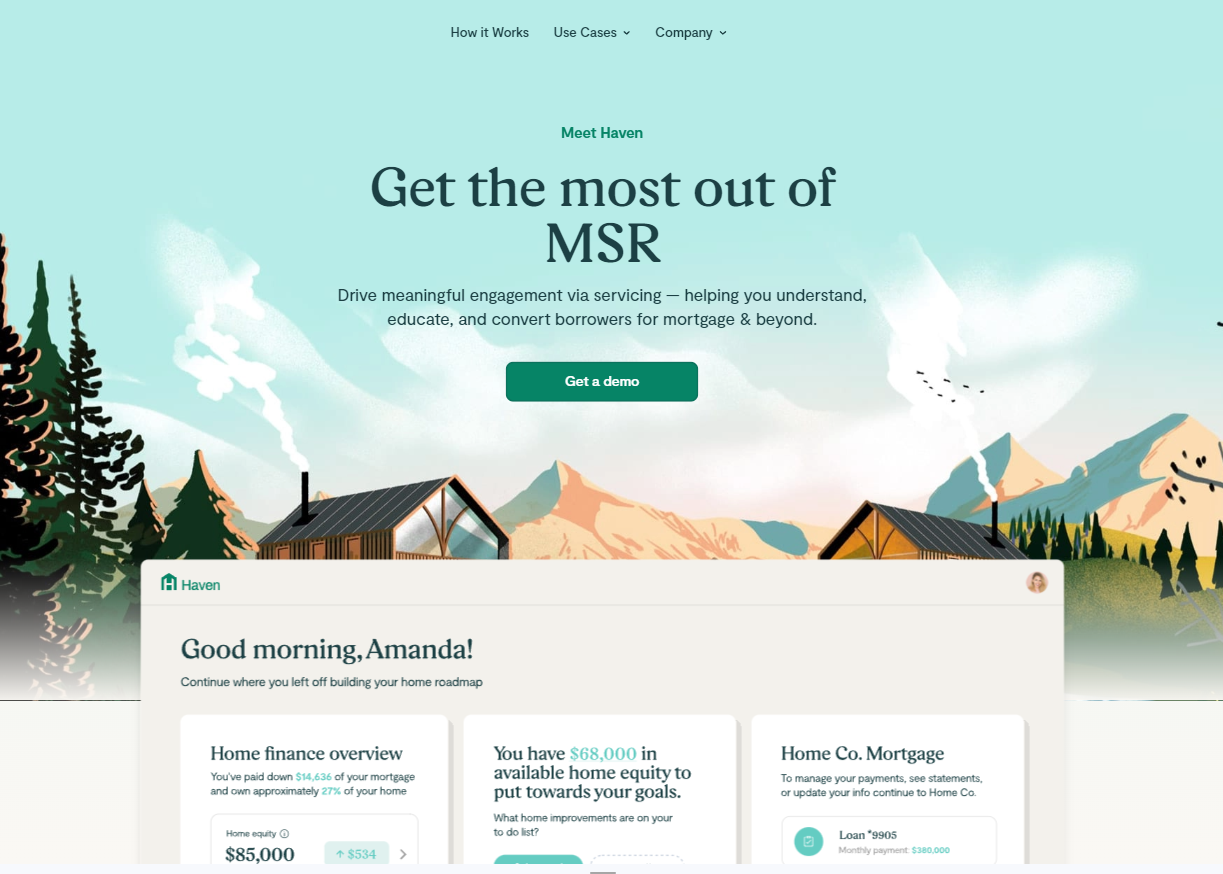 How it Works Use Cases Company
Meet Haven
Get the most out of
MSR
Drive meaningful engagement via servicing — helping you understand,
educate, and convert borrowers for mortgage & beyond.
Get a demo
Haven
Good morning, Amanda!
Continue where you left off building your home roadmap
Home finance overview
You've paid down $14,636 of your mortgage
and own approximately 27% of your home
Home equity
$85,000
↑ $534
You have $68,000 in
available home equity to
put towards your goals.
What home improvements are on your
to do list?
Home Co. Mortgage
To manage your payments, see statements,
or update your info continue to Home Co.
Loan *9905
Monthly payment: $380,000